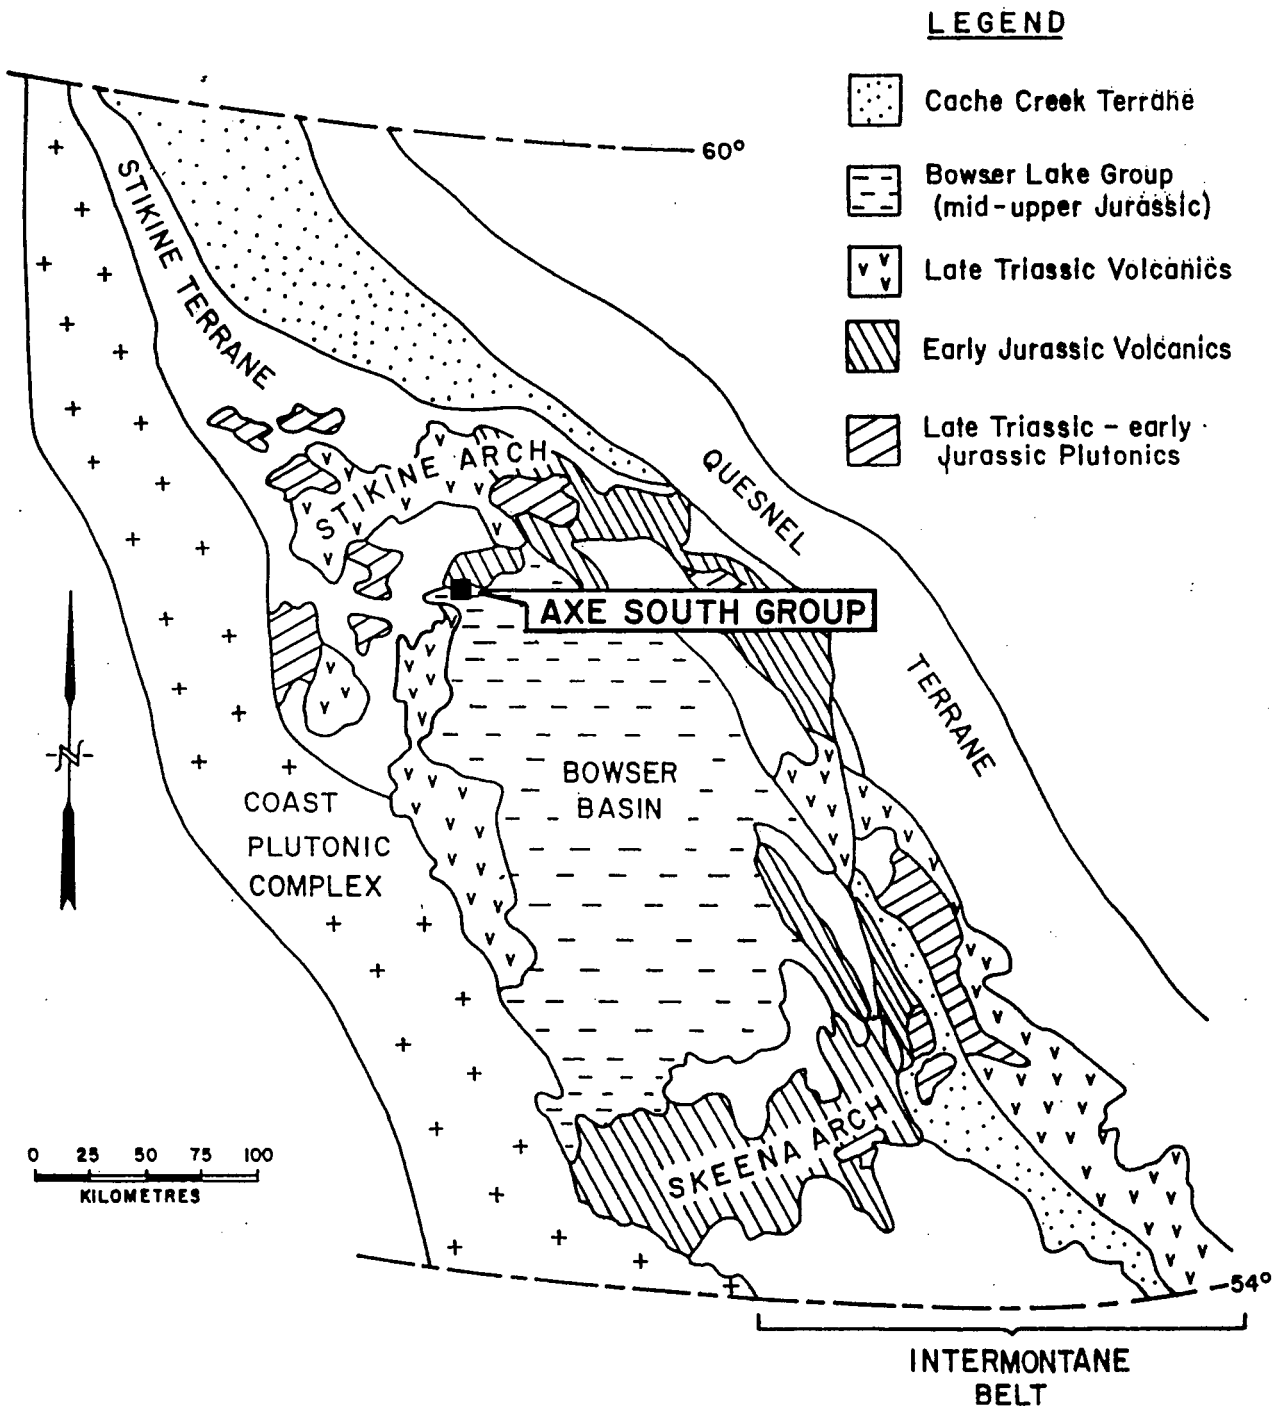 LEGEND
Cache Creek Terrane
Bowser Lake Group
(mid-upper Jurassic)
Late Triassic Volcanics
Early Jurassic Volcanics
Late Triassic - early
Jurassic Plutonics
60°
STIKINE TERRANE
STIKINE ARCH
QUESNEL
TERRANE
AXE SOUTH GROUP
N
BOWSER
BASIN
COAST
PLUTONIC
COMPLEX
SKEENA ARCH
0 25 50 75 100
KILOMETRES
54°
INTERMONTANE
BELT